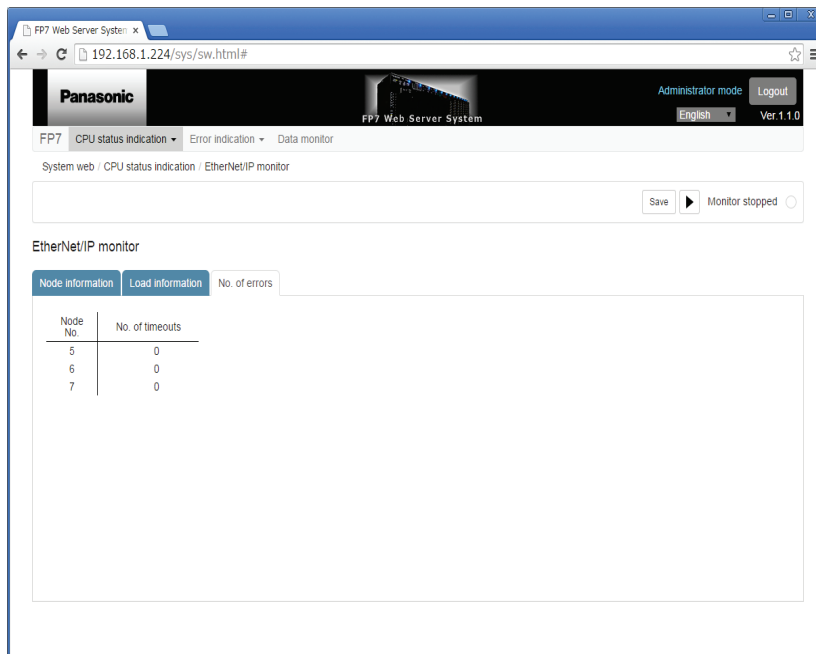 FP7 Web Server System
192.168.1.224/sys/sw.html#
Panasonic
FP7 Web Server System
Administrator mode
Logout
English
Ver.1.1.0
FP7 CPU status indication Error indication Data monitor
System web / CPU status indication / EtherNet/IP monitor
Save Monitor stopped
EtherNet/IP monitor
Node information Load information No. of errors
Node No. No. of timeouts
5 0
6 0
7 0